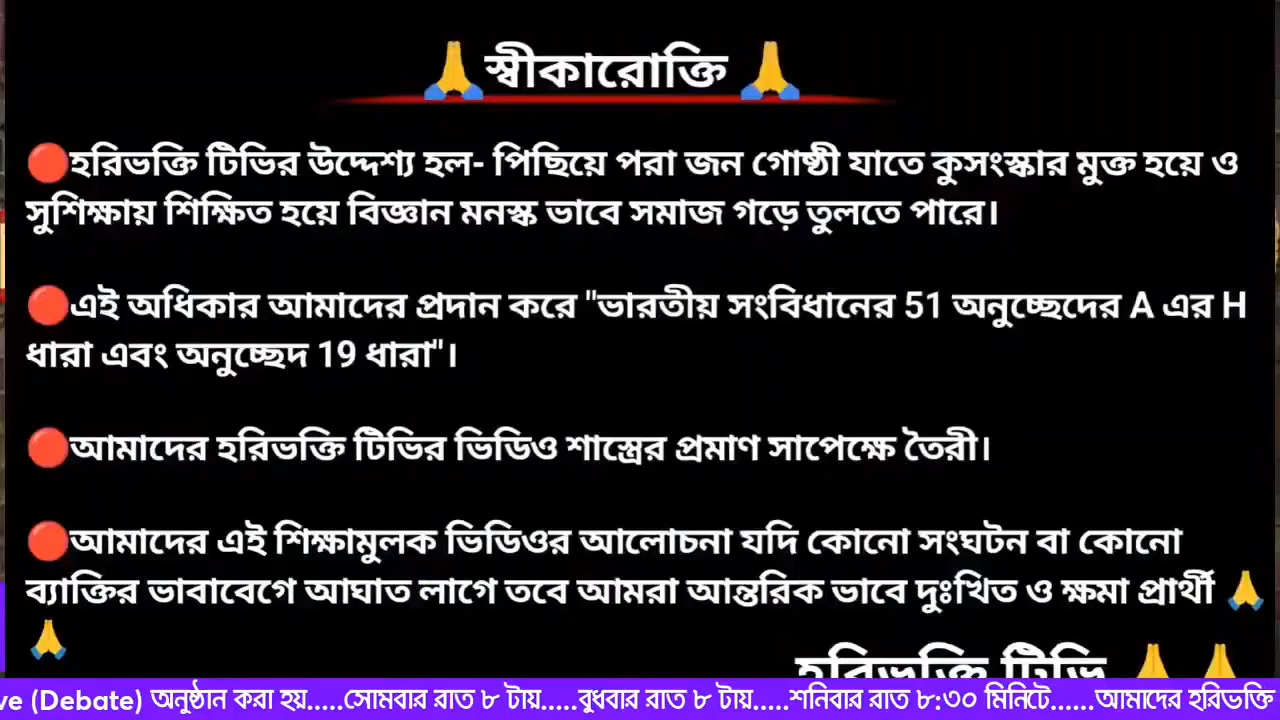 🙏স্বীকারোক্তি 🙏
🔴হরিভক্তি টিভির উদ্দেশ্য হল- পিছিয়ে পরা জন গোষ্ঠী যাতে কুসংস্কার মুক্ত হয়ে ও
সুশিক্ষায় শিক্ষিত হয়ে বিজ্ঞান মনস্ক ভাবে সমাজ গড়ে তুলতে পারে।
🔴এই অধিকার আমাদের প্রদান করে "ভারতীয় সংবিধানের 51 অনুচ্ছেদের A এর H
ধারা এবং অনুচ্ছেদ 19 ধারা"।
🔴আমাদের হরিভক্তি টিভির ভিডিও শাস্ত্রের প্রমাণ সাপেক্ষে তৈরী।
🔴আমাদের এই শিক্ষামুলক ভিডিওর আলোচনা যদি কোনো সংঘটন বা কোনো
ব্যাক্তির ভাবাবেগে আঘাত লাগে তবে আমরা আন্তরিক ভাবে দুঃখিত ও ক্ষমা প্রার্থী 🙏
🙏
হরিভক্তি টিভি 🙏 🙏
ve (Debate) অনুষ্ঠান করা হয়.....সোমবার রাত ৮ টায়.....বুধবার রাত ৮ টায়.....শনিবার রাত ৮:৩০ মিনিটে......আমাদের হরিভক্তি